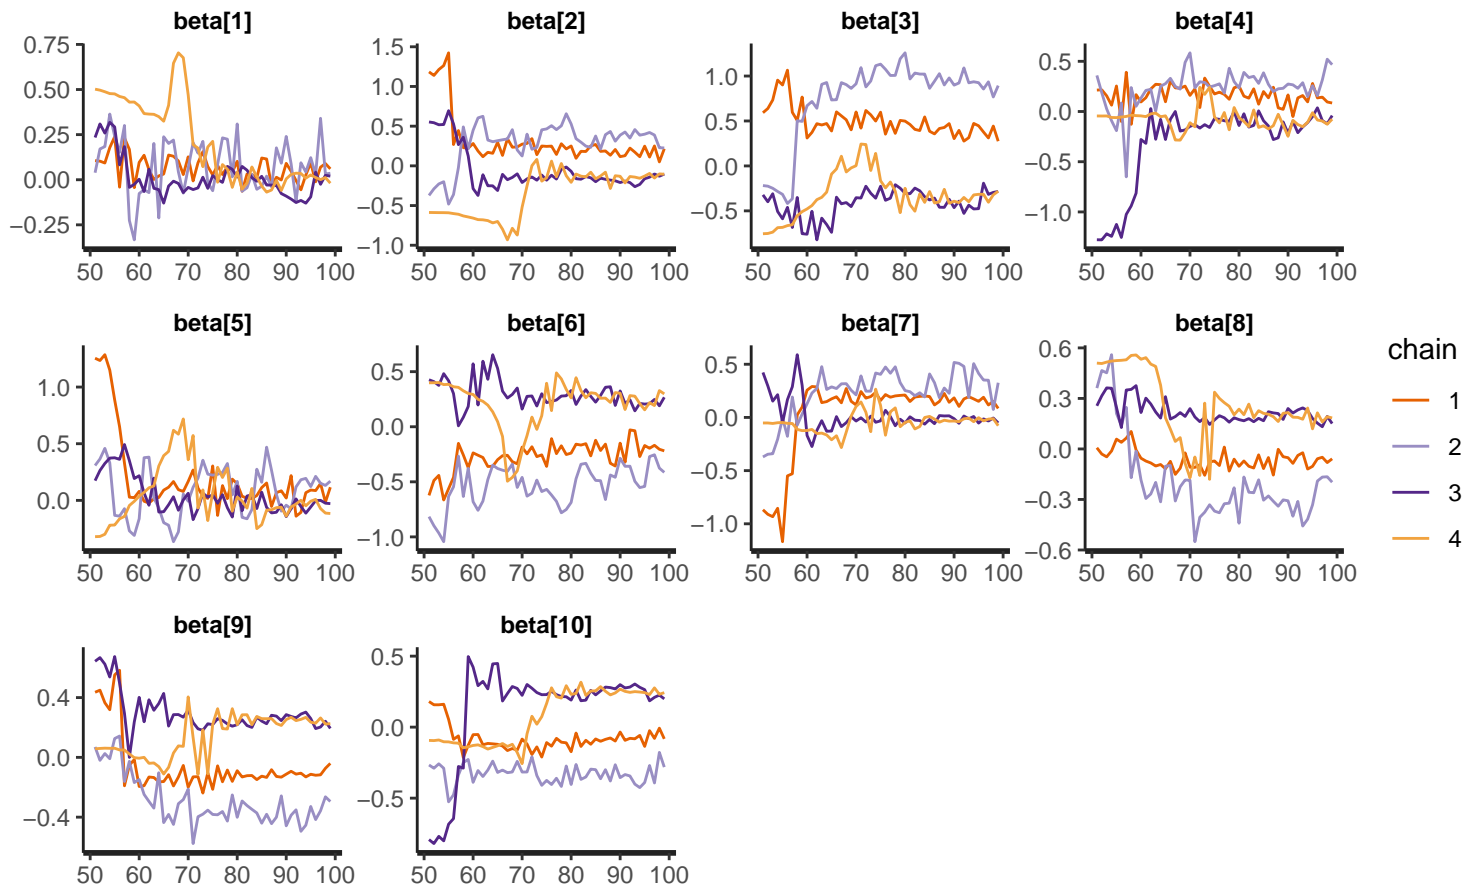 beta[1] beta[2] beta[3] beta[4]
0.75 0.50 0.25 0.00 −0.25
1.5 1.0 0.5 0.0 −0.5 −1.0
1.0 0.5 0.0 −0.5
0.5 0.0 −0.5 −1.0
50 60 70 80 90 100 50 60 70 80 90 100 50 60 70 80 90 100 50 60 70 80 90 100
beta[5] beta[6] beta[7] beta[8]
1.0 0.5 0.0
0.5 0.0 −0.5 −1.0
0.5 0.0 −0.5 −1.0
0.6 0.3 0.0 −0.3 −0.6
50 60 70 80 90 100 50 60 70 80 90 100 50 60 70 80 90 100 50 60 70 80 90 100
chain
1
2
3
4
beta[9] beta[10]
0.4 0.0 −0.4
0.5 0.0 −0.5
50 60 70 80 90 100 50 60 70 80 90 100